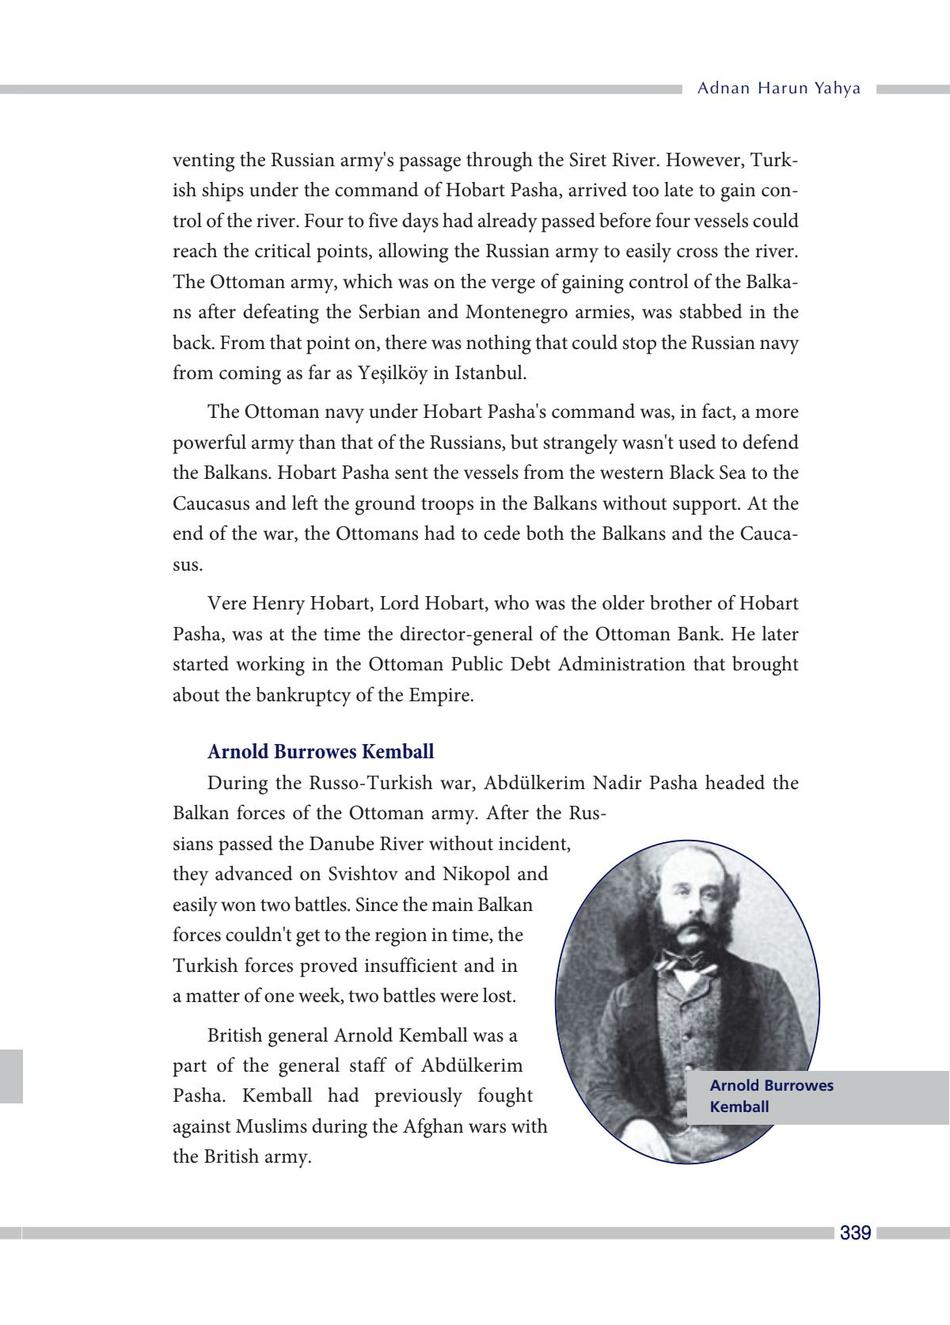 Adnan Harun Yahya
venting the Russian army's passage through the Siret River. However, Turk-
ish ships under the command of Hobart Pasha, arrived too late to gain con-
trol of the river. Four to five days had already passed before four vessels could
reach the critical points, allowing the Russian army to easily cross the river.
The Ottoman army, which was on the verge of gaining control of the Balka-
ns after defeating the Serbian and Montenegro armies, was stabbed in the
back. From that point on, there was nothing that could stop the Russian navy
from coming as far as Yeşilköy in Istanbul.
The Ottoman navy under Hobart Pasha's command was, in fact, a more
powerful army than that of the Russians, but strangely wasn't used to defend
the Balkans. Hobart Pasha sent the vessels from the western Black Sea to the
Caucasus and left the ground troops in the Balkans without support. At the
end of the war, the Ottomans had to cede both the Balkans and the Cauca-
sus.
Vere Henry Hobart, Lord Hobart, who was the older brother of Hobart
Pasha, was at the time the director-general of the Ottoman Bank. He later
started working in the Ottoman Public Debt Administration that brought
about the bankruptcy of the Empire.
Arnold Burrowes Kemball
During the Russo-Turkish war, Abdülkerim Nadir Pasha headed the
Balkan forces of the Ottoman army. After the Rus-
sians passed the Danube River without incident,
they advanced on Svishtov and Nikopol and
easily won two battles. Since the main Balkan
forces couldn't get to the region in time, the
Turkish forces proved insufficient and in
a matter of one week, two battles were lost.
British general Arnold Kemball was a
part of the general staff of Abdülkerim
Pasha. Kemball had previously fought
against Muslims during the Afghan wars with
the British army.
Arnold Burrowes
Kemball
339